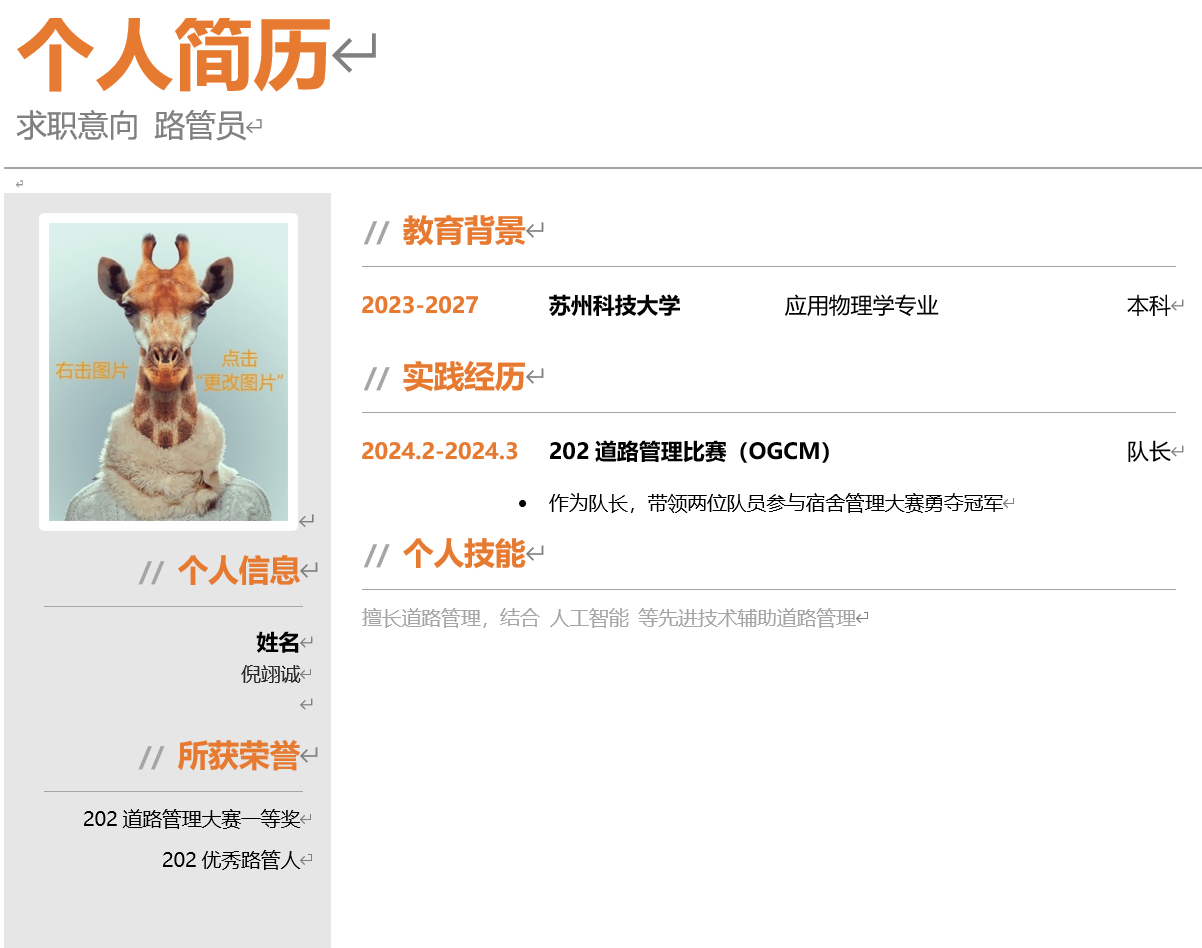 个人简历
求职意向 路管员
右击图片
点击
“更改图片”
// 个人信息
姓名
倪翊诚
// 所获荣誉
202 道路管理大赛一等奖
202 优秀路管人
// 教育背景
2023-2027 苏州科技大学 应用物理学专业 本科
// 实践经历
2024.2-2024.3 202 道路管理比赛（OGCM） 队长
• 作为队长，带领两位队员参与宿舍管理大赛勇夺冠军
// 个人技能
擅长道路管理，结合 人工智能 等先进技术辅助道路管理